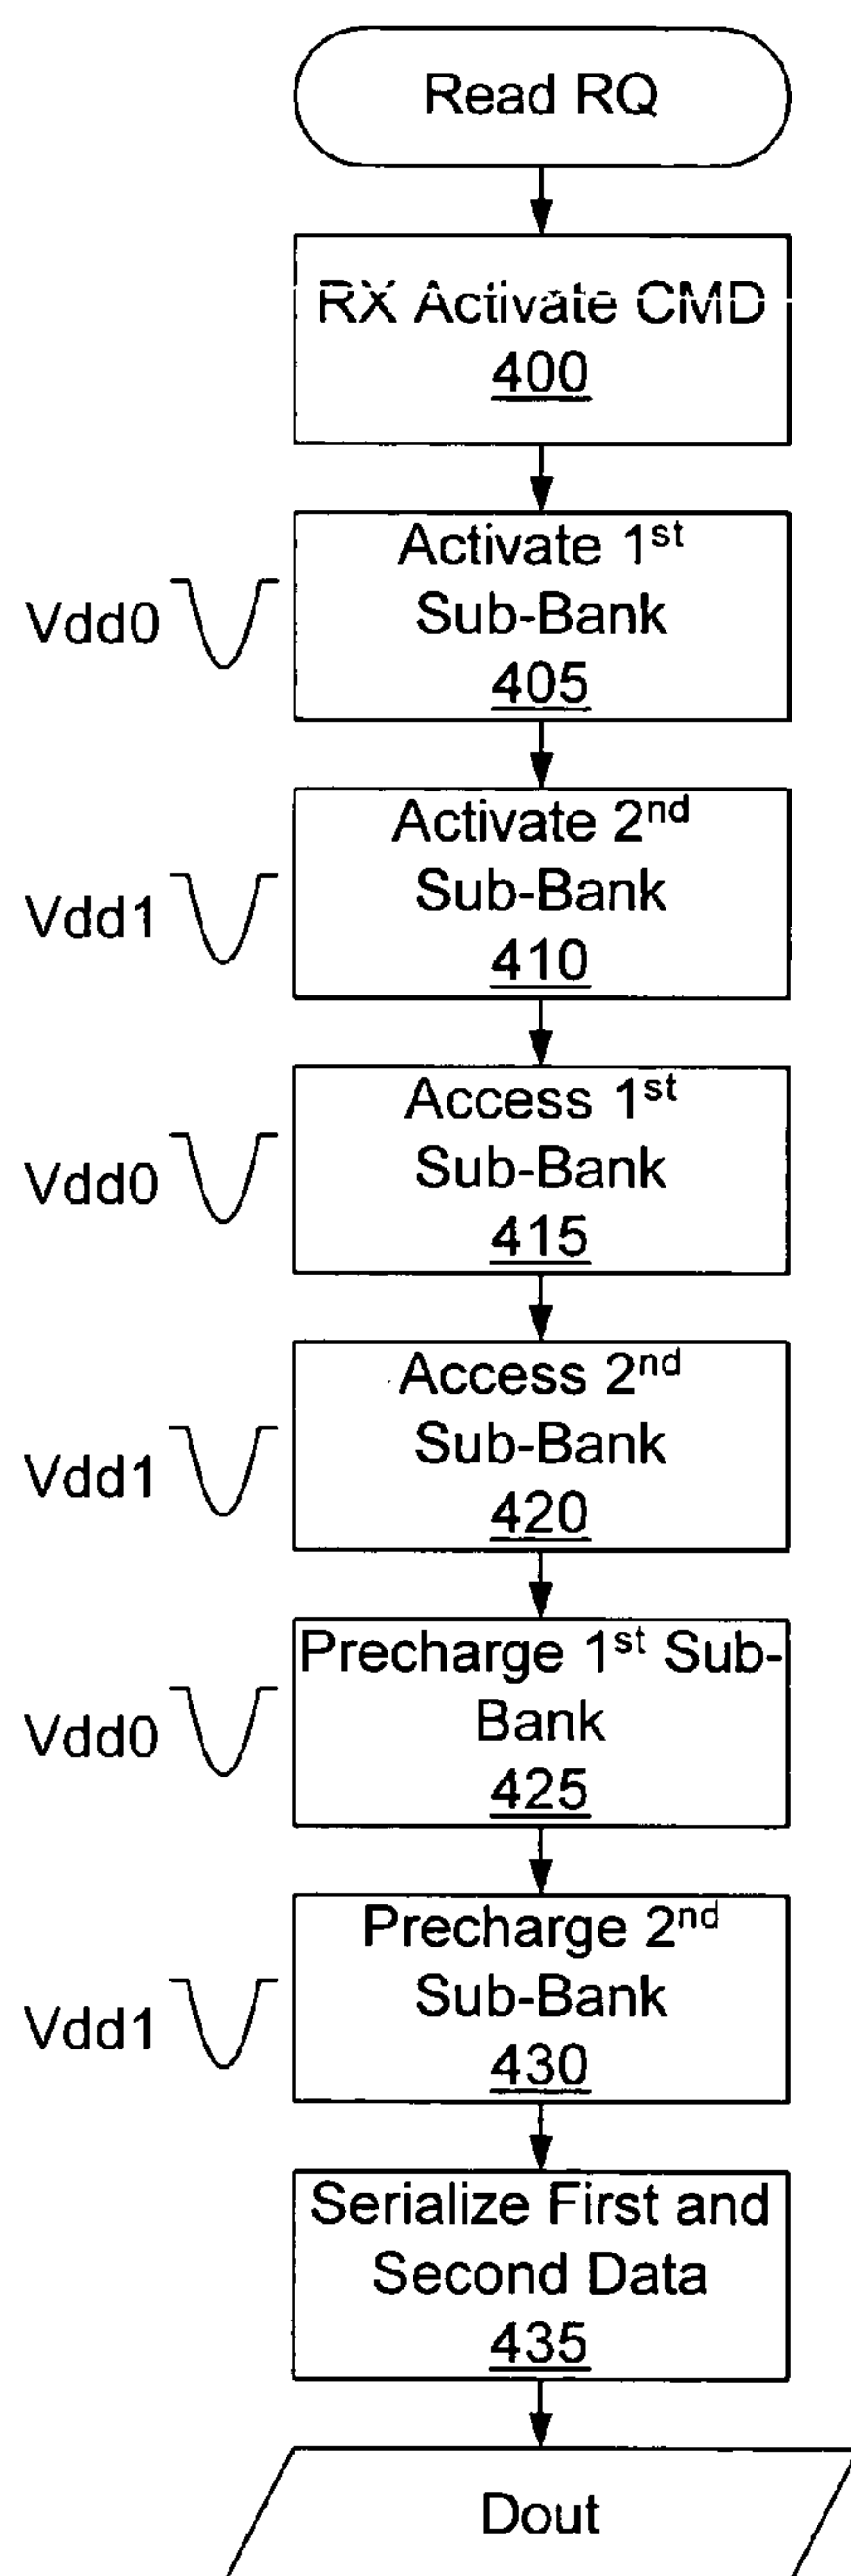 Read RQ
RX Activate CMD
400
Activate 1st
Sub-Bank
405
Vdd0
Activate 2nd
Sub-Bank
410
Vdd1
Access 1st
Sub-Bank
415
Vdd0
Access 2nd
Sub-Bank
420
Vdd1
Precharge 1st Sub-
Bank
425
Vdd0
Precharge 2nd
Sub-Bank
430
Vdd1
Serialize First and
Second Data
435
Dout